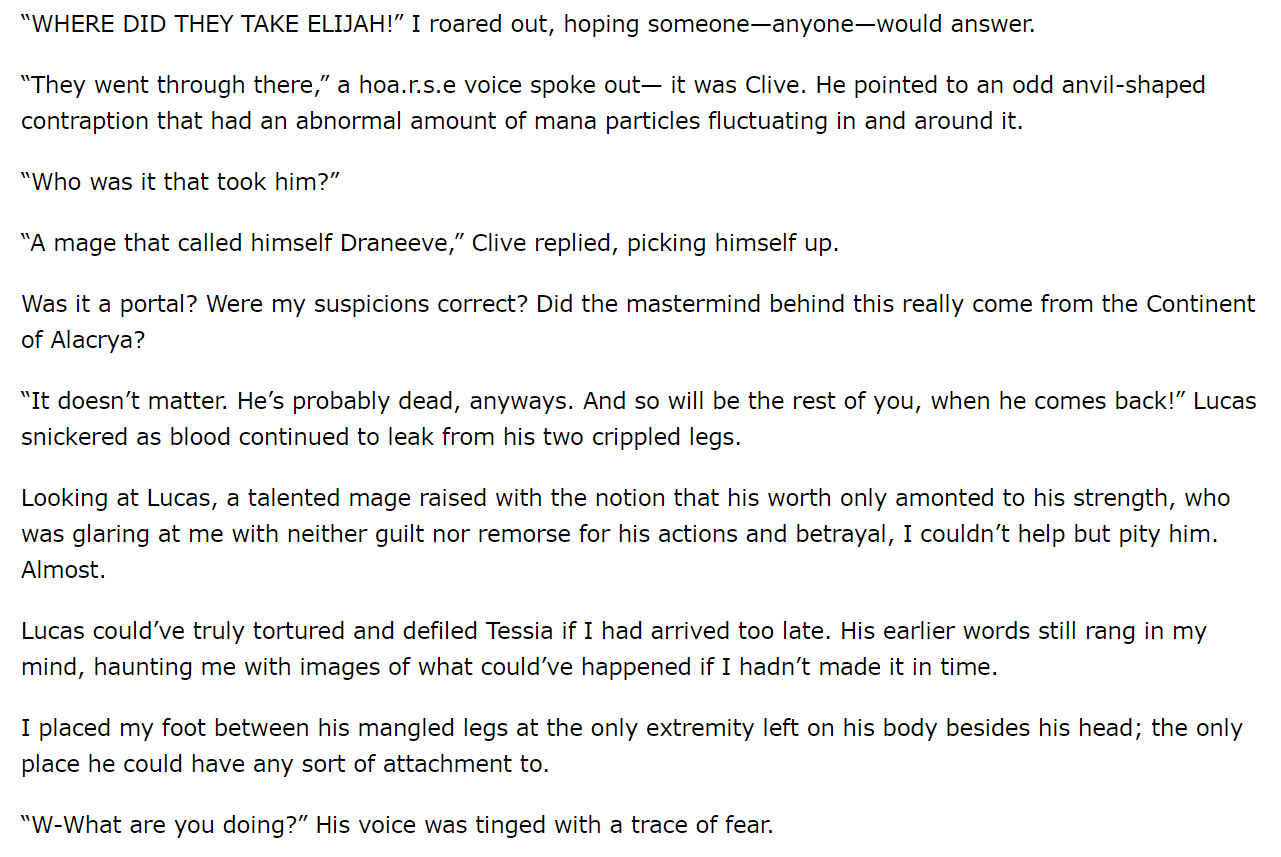 “WHERE DID THEY TAKE ELIJAH!” I roared out, hoping someone—anyone—would answer.
“They went through there,” a hoa.r.s.e voice spoke out— it was Clive. He pointed to an odd anvil-shaped
contraption that had an abnormal amount of mana particles fluctuating in and around it.
“Who was it that took him?”
“A mage that called himself Draneeve,” Clive replied, picking himself up.
Was it a portal? Were my suspicions correct? Did the mastermind behind this really come from the Continent
of Alacrya?
“It doesn’t matter. He’s probably dead, anyways. And so will be the rest of you, when he comes back!” Lucas
snickered as blood continued to leak from his two crippled legs.
Looking at Lucas, a talented mage raised with the notion that his worth only amonted to his strength, who
was glaring at me with neither guilt nor remorse for his actions and betrayal, I couldn’t help but pity him.
Almost.
Lucas could’ve truly tortured and defiled Tessia if I had arrived too late. His earlier words still rang in my
mind, haunting me with images of what could’ve happened if I hadn’t made it in time.
I placed my foot between his mangled legs at the only extremity left on his body besides his head; the only
place he could have any sort of attachment to.
“W-What are you doing?” His voice was tinged with a trace of fear.